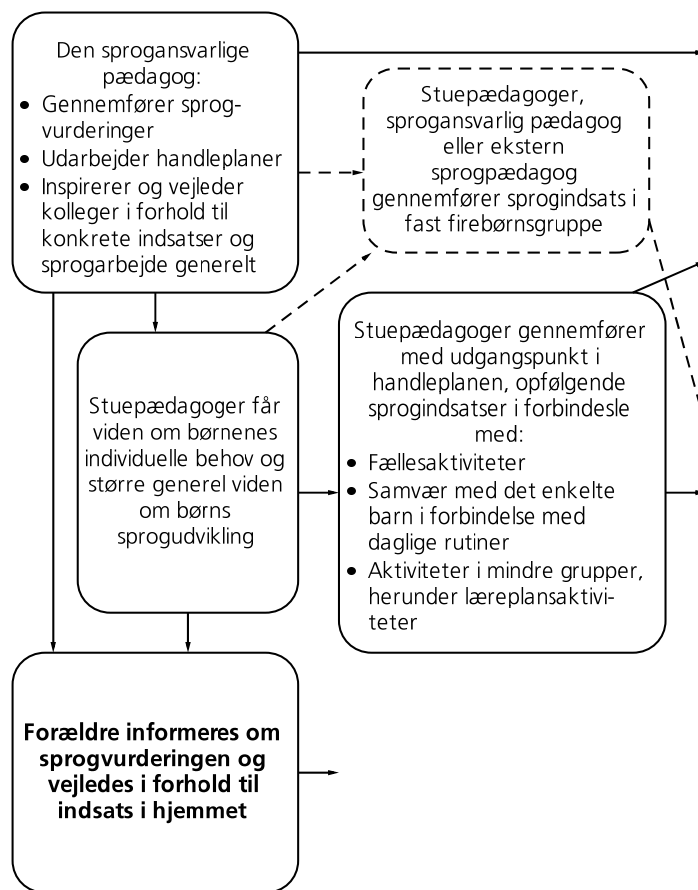 Den sprogansvarlige
pædagog:
• Gennemfører sprog-
vurderinger
• Udarbejder handleplaner
• Inspirerer og vejleder
kolleger i forhold til
konkrete indsatser og
sprogarbejde generelt
Stuepædagoger,
sprogansvarlig pædagog
eller ekstern
sprogpædagog
gennemfører sprogindsats i
fast firebørnsgruppe
Stuepædagoger får
viden om børnenes
individuelle behov og
større generel viden
om børns
sprogudvikling
Stuepædagoger gennemfører
med udgangspunkt i
handleplanen, opfølgende
sprogindsatser i forbindesle
med:
• Fællesaktiviteter
• Samvær med det enkelte
barn i forbindelse med
daglige rutiner
• Aktiviteter i mindre grupper,
herunder læreplansaktivi-
teter
Forældre informeres om
sprogvurderingen og
vejledes i forhold til
indsats i hjemmet